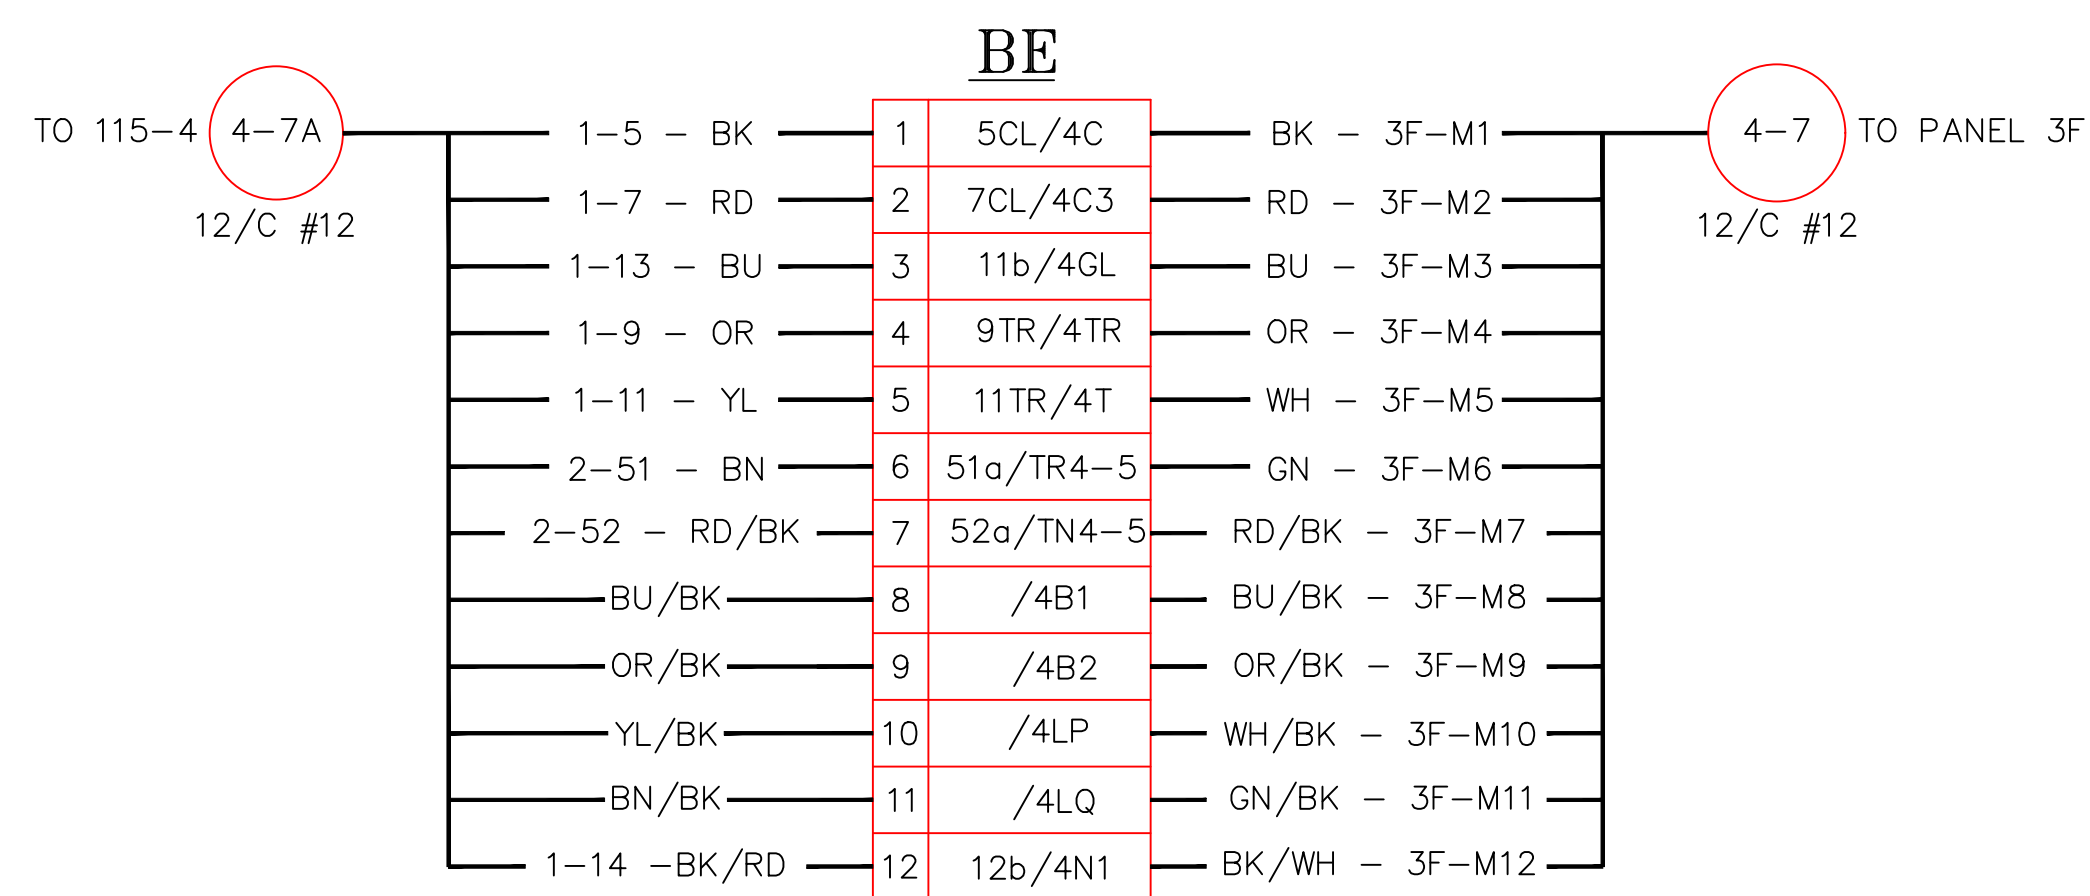 BE
TO 115-4 4-7A 1-5 - BK 1 5CL/4C BK - 3F-M1 4-7 TO PANEL 3F
1-7 - RD 2 7CL/4C3 RD - 3F-M2
12/C #12 12/C #12
1-13 - BU 3 11b/4GL BU - 3F-M3
1-9 - OR 4 9TR/4TR OR - 3F-M4
1-11 - YL 5 11TR/4T WH - 3F-M5
2-51 - BN 6 51a/TR4-5 GN - 3F-M6
2-52 - RD/BK 7 52a/TN4-5 RD/BK - 3F-M7
BU/BK 8 /4B1 BU/BK - 3F-M8
OR/BK 9 /4B2 OR/BK - 3F-M9
YL/BK 10 /4LP WH/BK - 3F-M10
BN/BK 11 /4LQ GN/BK - 3F-M11
1-14 -BK/RD 12 12b/4N1 BK/WH - 3F-M12